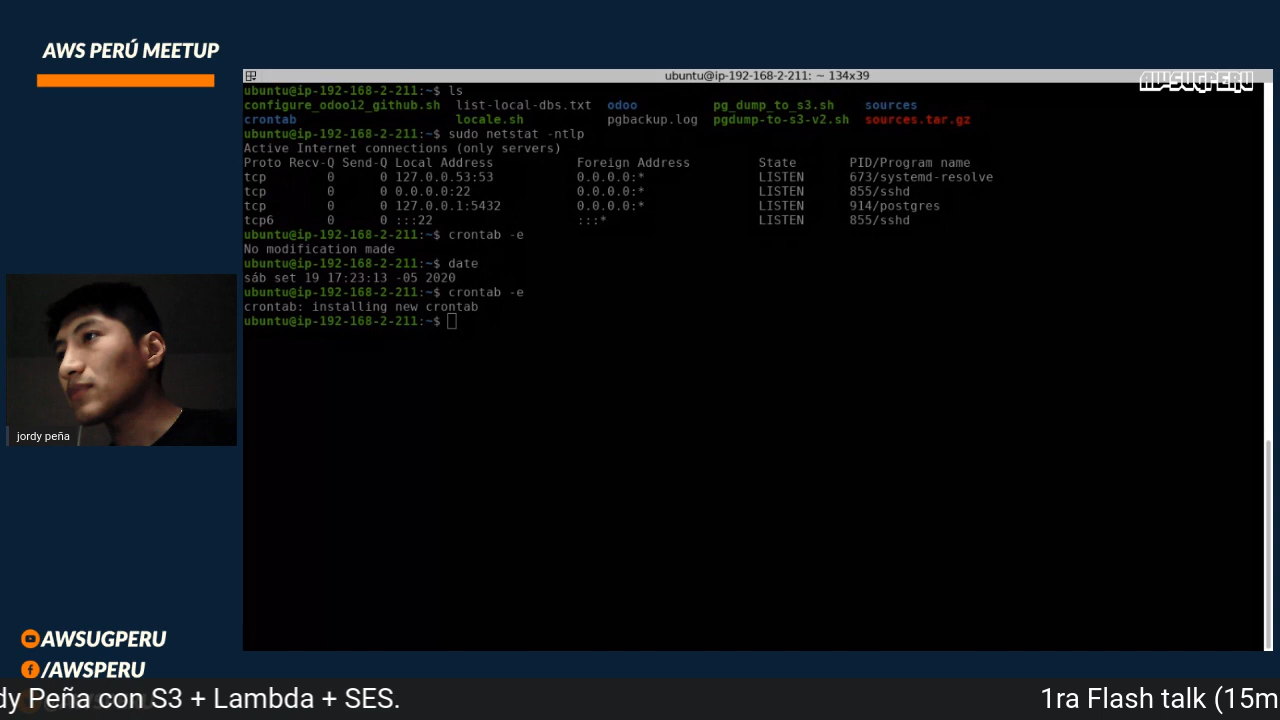 AWS PERÚ MEETUP
ubuntu@ip-192-168-2-211: ~ 134x39
AWSUGPERU
ubuntu@ip-192-168-2-211:~$ ls
configure_odoo12_github.sh list-local-dbs.txt odoo pg_dump_to_s3.sh sources
crontab locale.sh pgbackup.log pgdump-to-s3-v2.sh sources.tar.gz
ubuntu@ip-192-168-2-211:~$ sudo netstat -ntlp
Active Internet connections (only servers)
Proto Recv-Q Send-Q Local Address Foreign Address State PID/Program name
tcp 0 0 127.0.0.53:53 0.0.0.0:* LISTEN 673/systemd-resolve
tcp 0 0 0.0.0.0:22 0.0.0.0:* LISTEN 855/sshd
tcp 0 0 127.0.0.1:5432 0.0.0.0:* LISTEN 914/postgres
tcp6 0 0 :::22 :::* LISTEN 855/sshd
ubuntu@ip-192-168-2-211:~$ crontab -e
No modification made
ubuntu@ip-192-168-2-211:~$ date
sáb set 19 17:23:13 -05 2020
ubuntu@ip-192-168-2-211:~$ crontab -e
crontab: installing new crontab
ubuntu@ip-192-168-2-211:~$
jordy peña
AWSUGPERU
/AWSPERU
dy Peña con S3 + Lambda + SES. 1ra Flash talk (15m